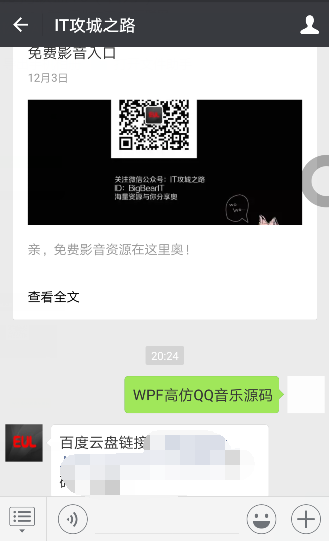 IT攻城之路
免费影音入口
12月3日
关注微信公众号：IT攻城之路
ID：BigBearIT
海量资源与你分享奥
亲，免费影音资源在这里奥！
查看全文
20:24
WPF高仿QQ音乐源码
百度云盘链接